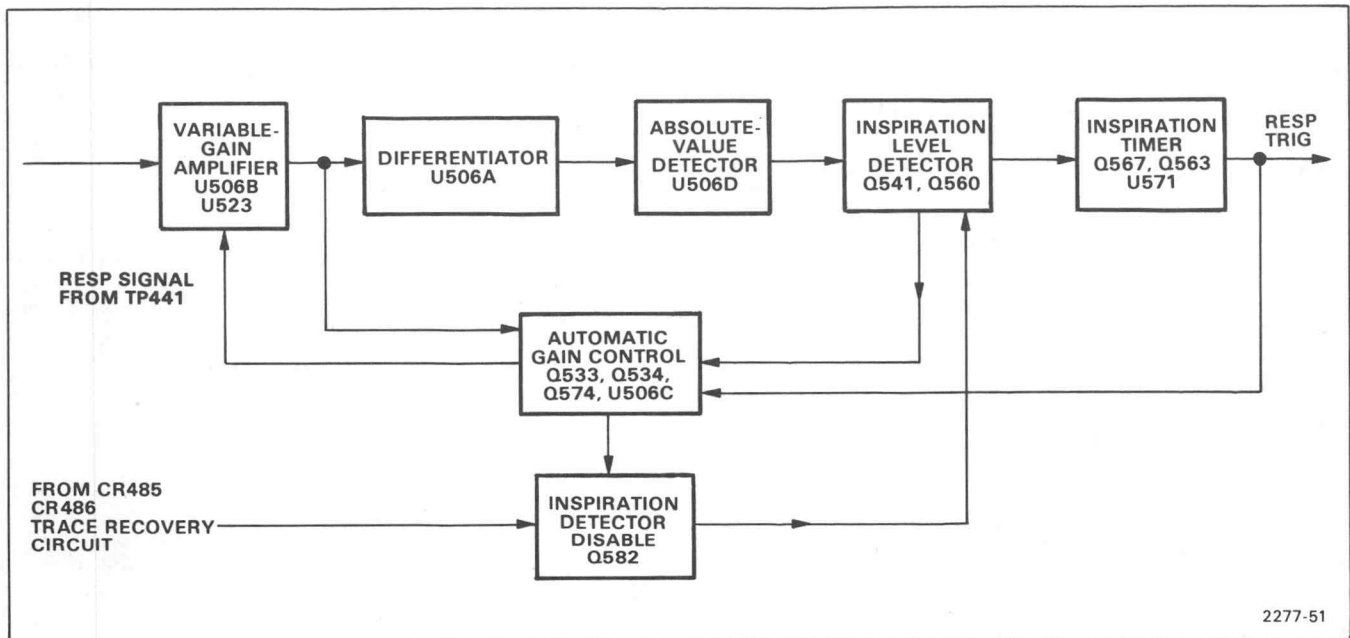 VARIABLE-
GAIN
AMPLIFIER
U506B
U523
DIFFERENTIATOR
U506A
ABSOLUTE-
VALUE
DETECTOR
U506D
INSPIRATION
LEVEL
DETECTOR
Q541, Q560
INSPIRATION
TIMER
Q567, Q563
U571
RESP
TRIG
RESP SIGNAL
FROM TP441
AUTOMATIC
GAIN CONTROL
Q533, Q534,
Q574, U506C
FROM CR485
CR486
TRACE RECOVERY
CIRCUIT
INSPIRATION
DETECTOR
DISABLE
Q582
2277-51